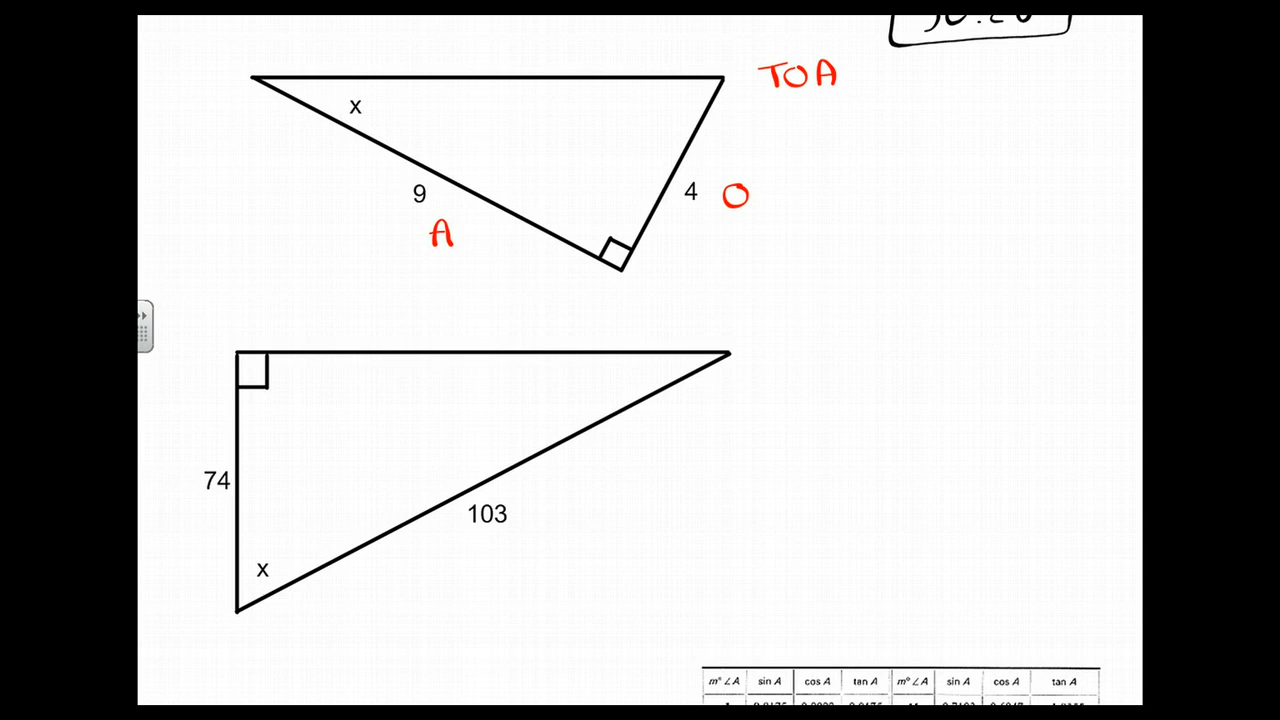 TOA
x
9
4 O
A
74
103
x
m° ∠ A sin A cos A tan A m° ∠ A sin A cos A tan A